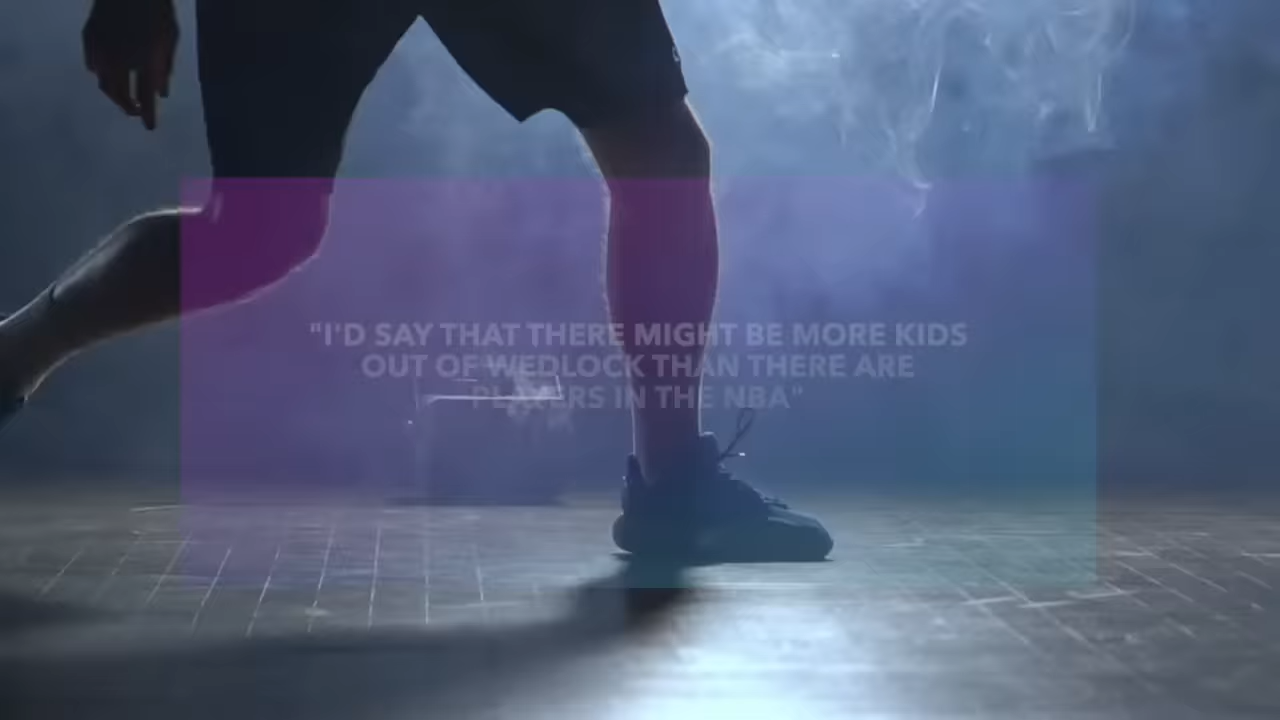 "I'D SAY THAT THERE MIGHT BE MORE KIDS
OUT OF WEDLOCK THAN THERE ARE
PLAYERS IN THE NBA"